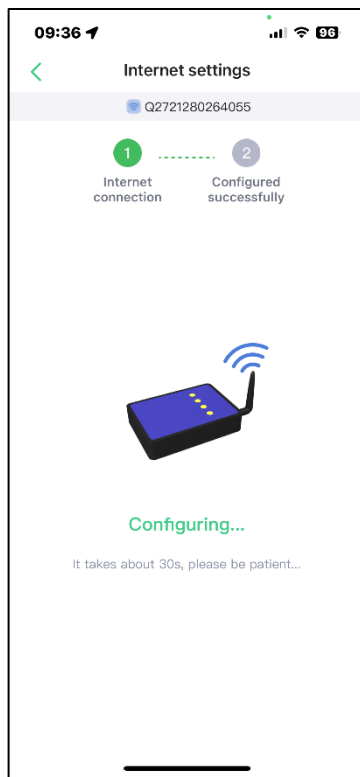 09:36
96
Internet settings
Q2721280264055
1
2
Internet
connection
Configured
successfully
Configuring...
It takes about 30s, please be patient...